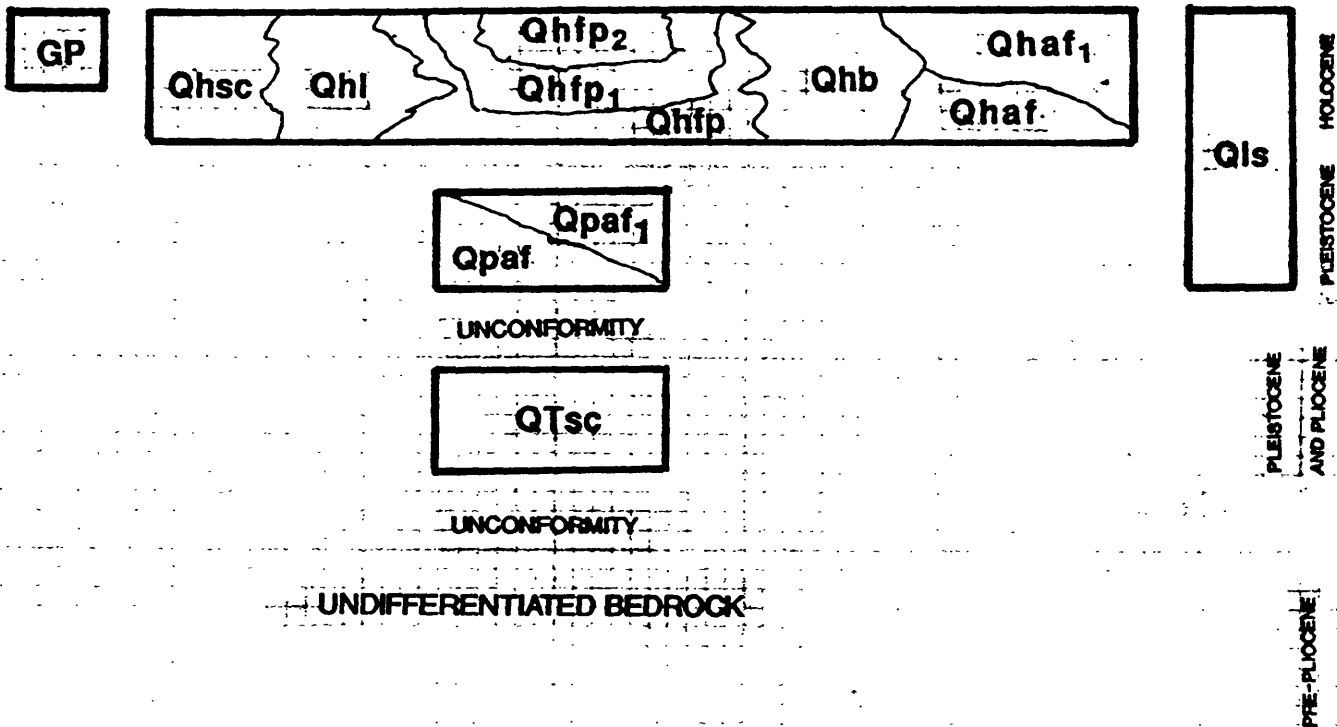 GP
Qhsc
Qhl
Qhfp₂
Qhfp₁
Qhfp
Qhb
Qhaf₁
Qhaf
Qls
HOLOCENE
PLEISTOCENE
Qpaf₁
Qpaf
UNCONFORMITY
QTsc
PLEISTOCENE
AND PLIOCENE
UNCONFORMITY
UNDIFFERENTIATED BEDROCK
PRE-PLIOCENE